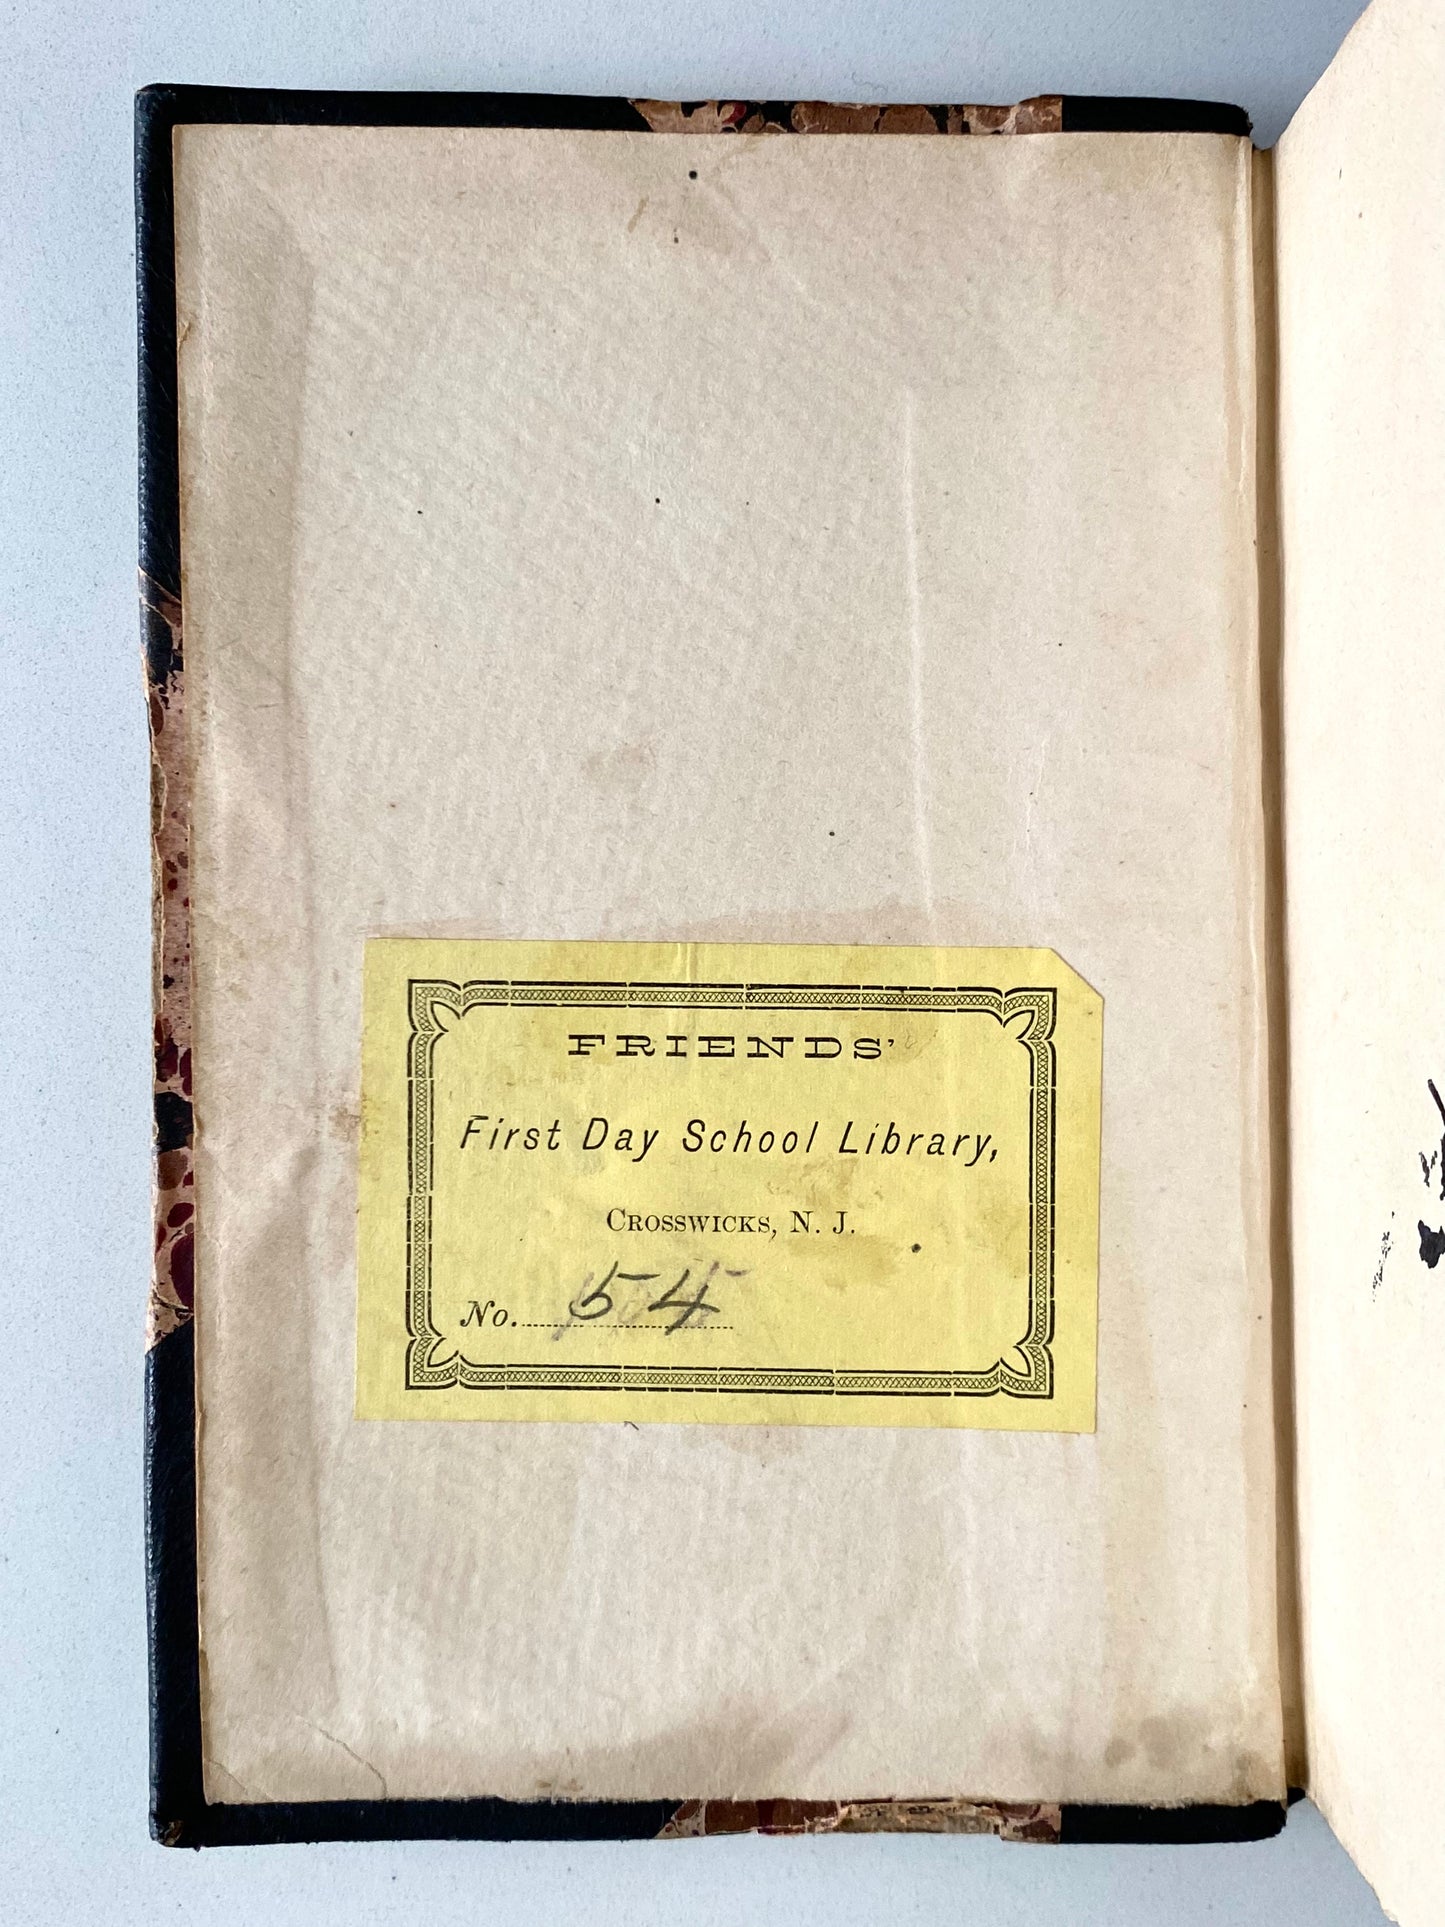 FRIENDS'
First Day School Library,
Crosswicks, N. J.
No. 54